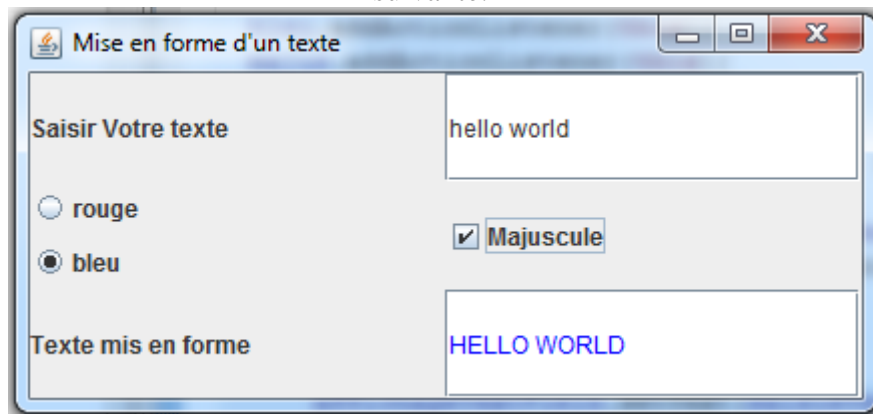 Mise en forme d'un texte
Saisir Votre texte
hello world
rouge
Majuscule
bleu
Texte mis en forme
HELLO WORLD